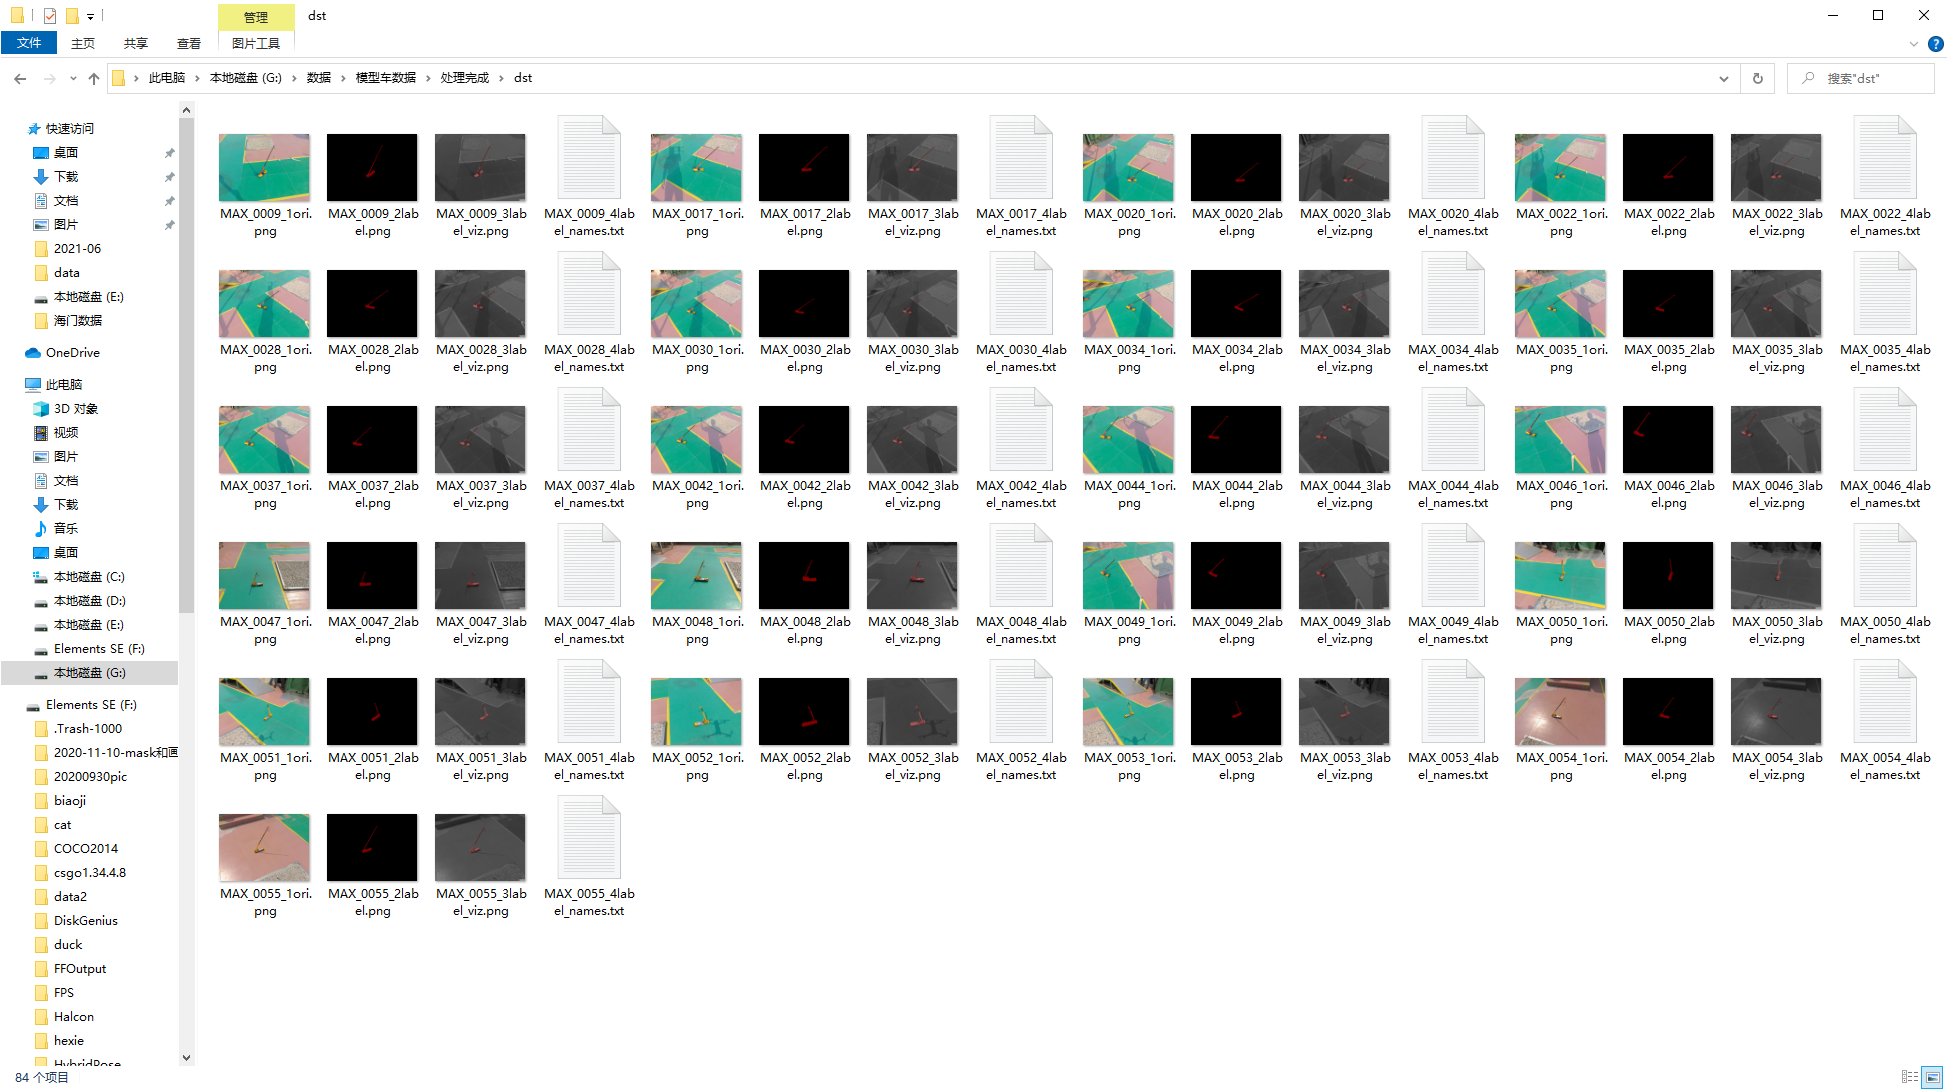 管理
dst
文件
主页
共享
查看
图片工具
此电脑 › 本地磁盘 (G:) › 数据 › 模型车数据 › 处理完成 › dst
搜索"dst"
快速访问
桌面
下载
文档
图片
2021-06
data
本地磁盘 (E:)
海门数据
OneDrive
此电脑
3D 对象
视频
图片
文档
下载
音乐
桌面
本地磁盘 (C:)
本地磁盘 (D:)
本地磁盘 (E:)
Elements SE (F:)
本地磁盘 (G:)
Elements SE (F:)
.Trash-1000
2020-11-10-mask和画
20200930pic
biaoji
cat
COCO2014
csgo1.34.4.8
data2
DiskGenius
duck
FFOutput
FPS
Halcon
hexie
HybridPose
MAX_0009_1ori.png MAX_0009_2label.png MAX_0009_3label_viz.png MAX_0009_4label_names.txt MAX_0017_1ori.png MAX_0017_2label.png MAX_0017_3label_viz.png MAX_0017_4label_names.txt MAX_0020_1ori.png MAX_0020_2label.png MAX_0020_3label_viz.png MAX_0020_4label_names.txt MAX_0022_1ori.png MAX_0022_2label.png MAX_0022_3label_viz.png MAX_0022_4label_names.txt
MAX_0028_1ori.png MAX_0028_2label.png MAX_0028_3label_viz.png MAX_0028_4label_names.txt MAX_0030_1ori.png MAX_0030_2label.png MAX_0030_3label_viz.png MAX_0030_4label_names.txt MAX_0034_1ori.png MAX_0034_2label.png MAX_0034_3label_viz.png MAX_0034_4label_names.txt MAX_0035_1ori.png MAX_0035_2label.png MAX_0035_3label_viz.png MAX_0035_4label_names.txt
MAX_0037_1ori.png MAX_0037_2label.png MAX_0037_3label_viz.png MAX_0037_4label_names.txt MAX_0042_1ori.png MAX_0042_2label.png MAX_0042_3label_viz.png MAX_0042_4label_names.txt MAX_0044_1ori.png MAX_0044_2label.png MAX_0044_3label_viz.png MAX_0044_4label_names.txt MAX_0046_1ori.png MAX_0046_2label.png MAX_0046_3label_viz.png MAX_0046_4label_names.txt
MAX_0047_1ori.png MAX_0047_2label.png MAX_0047_3label_viz.png MAX_0047_4label_names.txt MAX_0048_1ori.png MAX_0048_2label.png MAX_0048_3label_viz.png MAX_0048_4label_names.txt MAX_0049_1ori.png MAX_0049_2label.png MAX_0049_3label_viz.png MAX_0049_4label_names.txt MAX_0050_1ori.png MAX_0050_2label.png MAX_0050_3label_viz.png MAX_0050_4label_names.txt
MAX_0051_1ori.png MAX_0051_2label.png MAX_0051_3label_viz.png MAX_0051_4label_names.txt MAX_0052_1ori.png MAX_0052_2label.png MAX_0052_3label_viz.png MAX_0052_4label_names.txt MAX_0053_1ori.png MAX_0053_2label.png MAX_0053_3label_viz.png MAX_0053_4label_names.txt MAX_0054_1ori.png MAX_0054_2label.png MAX_0054_3label_viz.png MAX_0054_4label_names.txt
MAX_0055_1ori.png MAX_0055_2label.png MAX_0055_3label_viz.png MAX_0055_4label_names.txt
84 个项目